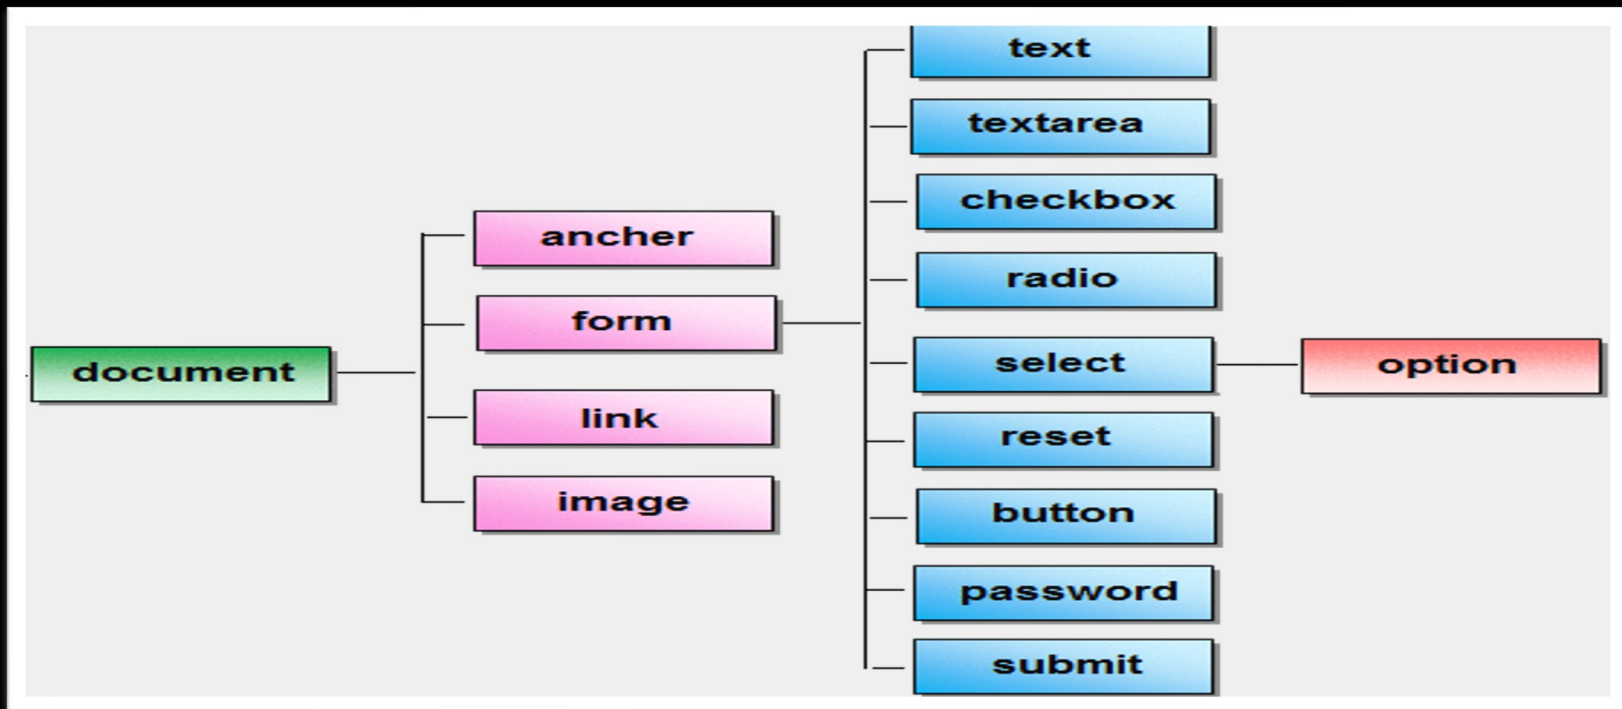 document
ancher
form
link
image
text
textarea
checkbox
radio
select
reset
button
password
submit
option